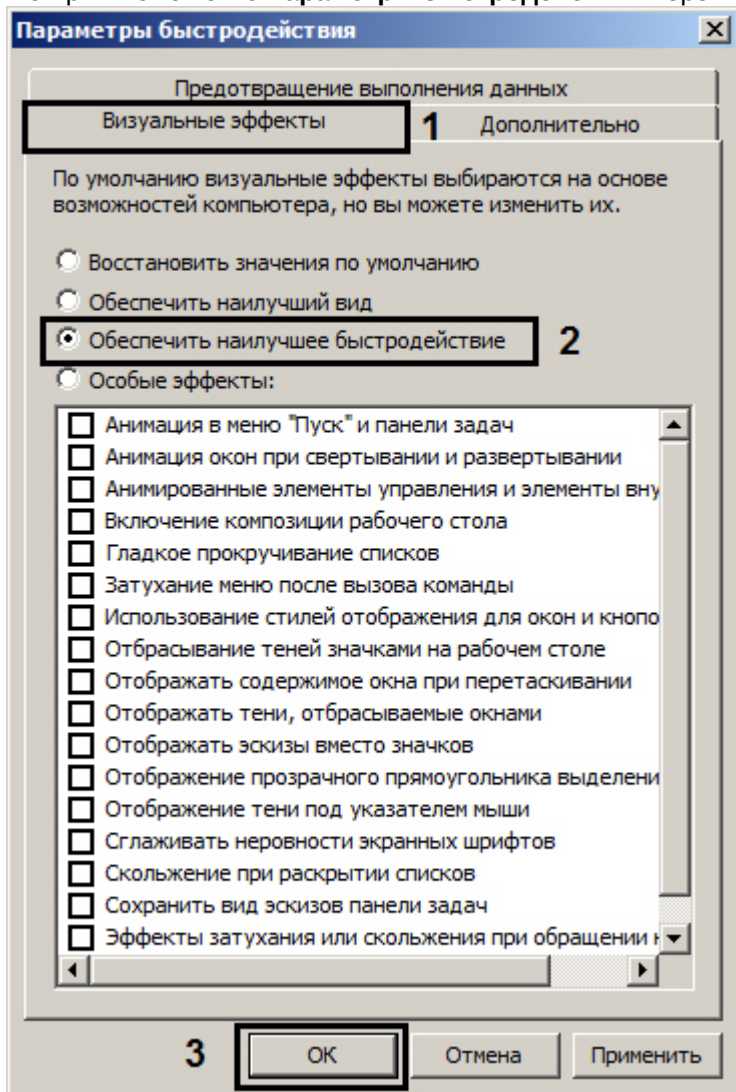 Параметры быстродействия
Предотвращение выполнения данных
Визуальные эффекты 1 Дополнительно
По умолчанию визуальные эффекты выбираются на основе
возможностей компьютера, но вы можете изменить их.
Восстановить значения по умолчанию
Обеспечить наилучший вид
Обеспечить наилучшее быстродействие 2
Особые эффекты:
Анимация в меню "Пуск" и панели задач
Анимация окон при свертывании и развертывании
Анимированные элементы управления и элементы вну
Включение композиции рабочего стола
Гладкое прокручивание списков
Затухание меню после вызова команды
Использование стилей отображения для окон и кнопо
Отбрасывание теней значками на рабочем столе
Отображать содержимое окна при перетаскивании
Отображать тени, отбрасываемые окнами
Отображать эскизы вместо значков
Отображение прозрачного прямоугольника выделени
Отображение тени под указателем мыши
Сглаживать неровности экранных шрифтов
Скольжение при раскрытии списков
Сохранить вид эскизов панели задач
Эффекты затухания или скольжения при обращении
3 ОК Отмена Применить